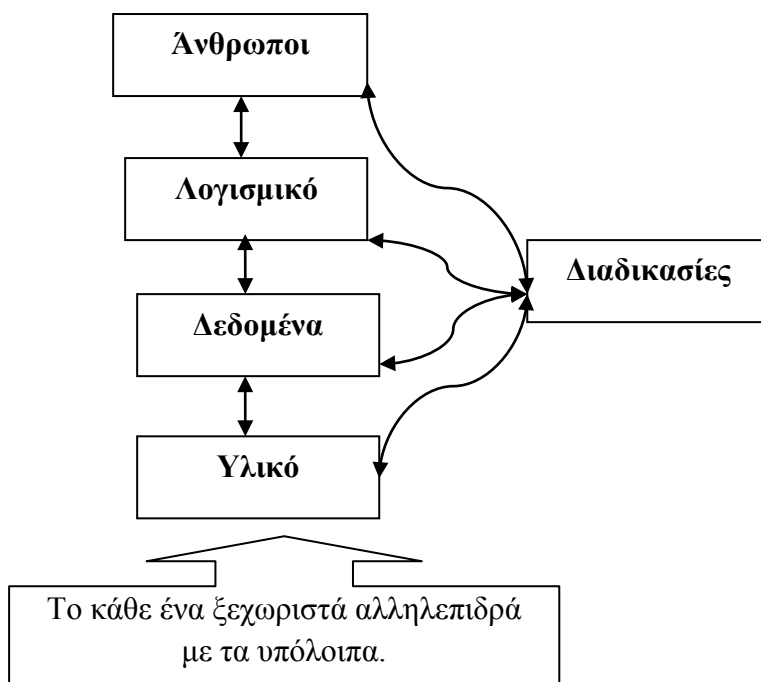 Άνθρωποι
Λογισμικό
Διαδικασίες
Δεδομένα
Υλικό
Το κάθε ένα ξεχωριστά αλληλεπιδρά
με τα υπόλοιπα.